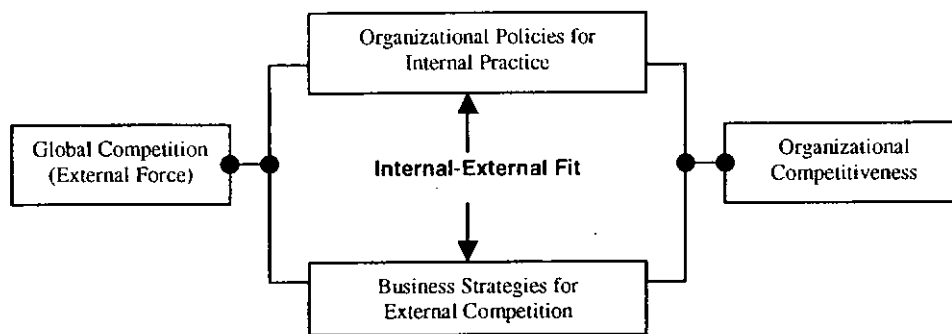 Organizational Policies for
Internal Practice
Global Competition
(External Force)
Internal-External Fit
Organizational
Competitiveness
Business Strategies for
External Competition